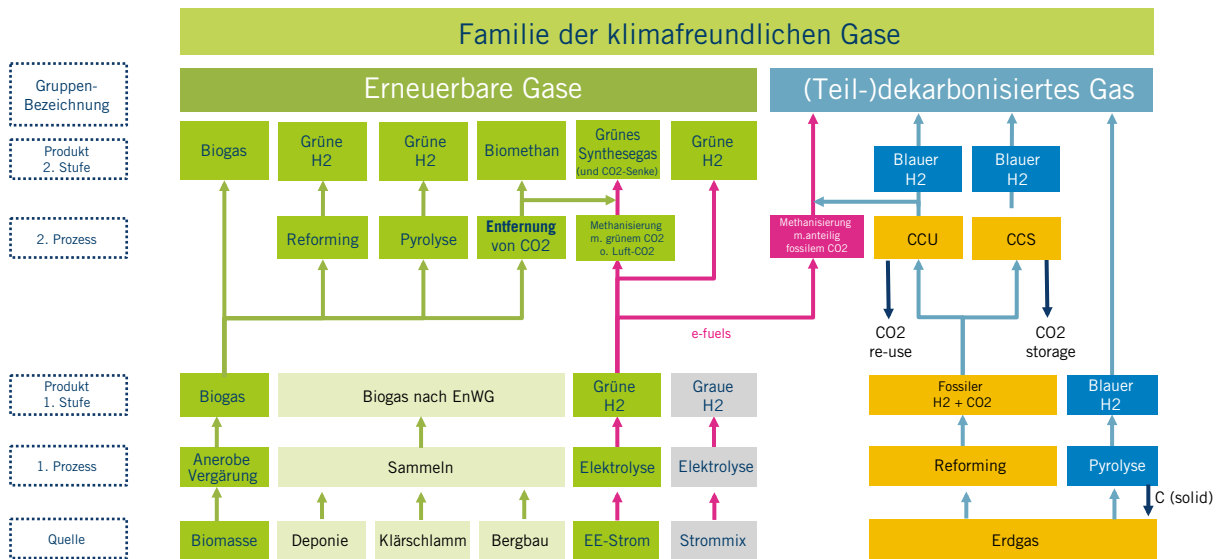 Familie der klimafreundlichen Gase
Gruppen-
Bezeichnung
Erneuerbare Gase
(Teil-)dekarbonisiertes Gas
Produkt
2. Stufe
Biogas
Grüne
H2
Grüne
H2
Biomethan
Grünes
Synthesegas
(und CO2-Senke)
Grüne
H2
Blauer
H2
Blauer
H2
2. Prozess
Reforming
Pyrolyse
Entfernung
von CO2
Methanisierung
m. grünem CO2
o. Luft-CO2
Methanisierung
m.anteilig
fossilem CO2
CCU
CCS
e-fuels
CO2
re-use
CO2
storage
Produkt
1. Stufe
Biogas
Biogas nach EnWG
Grüne
H2
Graue
H2
Fossiler
H2 + CO2
Blauer
H2
1. Prozess
Anerobe
Vergärung
Sammeln
Elektrolyse
Elektrolyse
Reforming
Pyrolyse
C (solid)
Quelle
Biomasse
Deponie
Klärschlamm
Bergbau
EE-Strom
Strommix
Erdgas